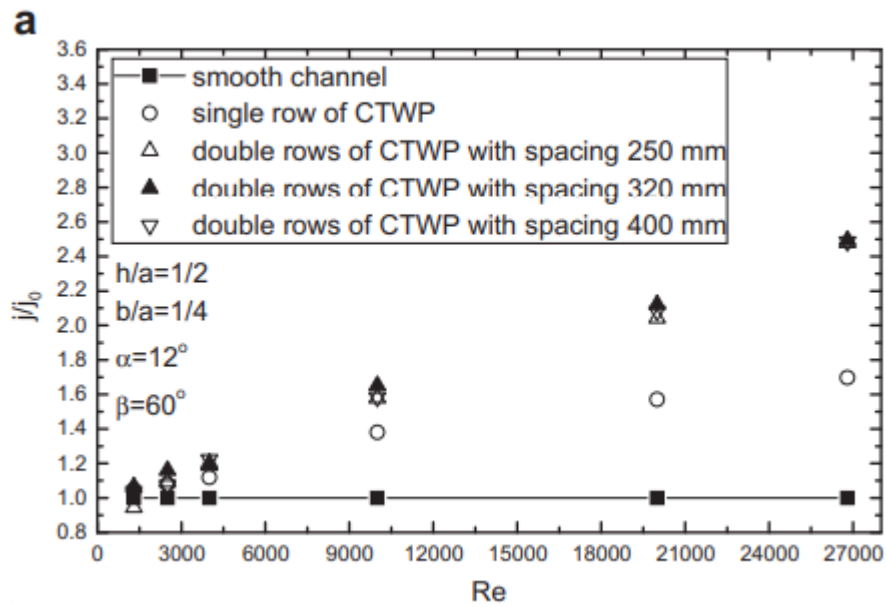 a
3.6
3.4
3.2
3.0
2.8
2.6
2.4
2.2
2.0
1.8
1.6
1.4
1.2
1.0
0.8
j/j0
smooth channel
single row of CTWP
double rows of CTWP with spacing 250 mm
double rows of CTWP with spacing 320 mm
double rows of CTWP with spacing 400 mm
h/a=1/2
b/a=1/4
α=12°
β=60°
0 3000 6000 9000 12000 15000 18000 21000 24000 27000
Re